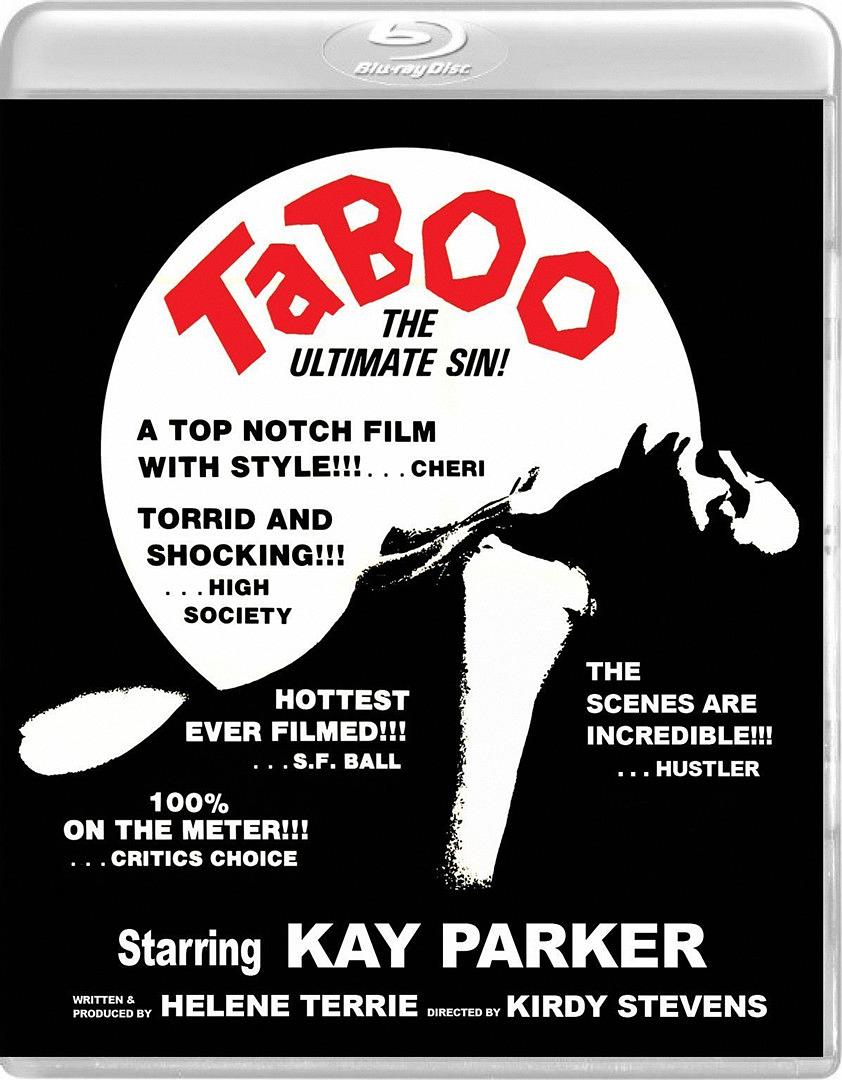 Blu-ray Disc
TaBOO
THE
ULTIMATE SIN!
A TOP NOTCH FILM
WITH STYLE!!!...CHERI
TORRID AND
SHOCKING!!!
...HIGH
SOCIETY
HOTTEST
EVER FILMED!!!
...S.F. BALL
THE
SCENES ARE
INCREDIBLE!!!
...HUSTLER
100%
ON THE METER!!!
...CRITICS CHOICE
Starring KAY PARKER
WRITTEN &
PRODUCED BY HELENE TERRIE DIRECTED BY KIRDY STEVENS